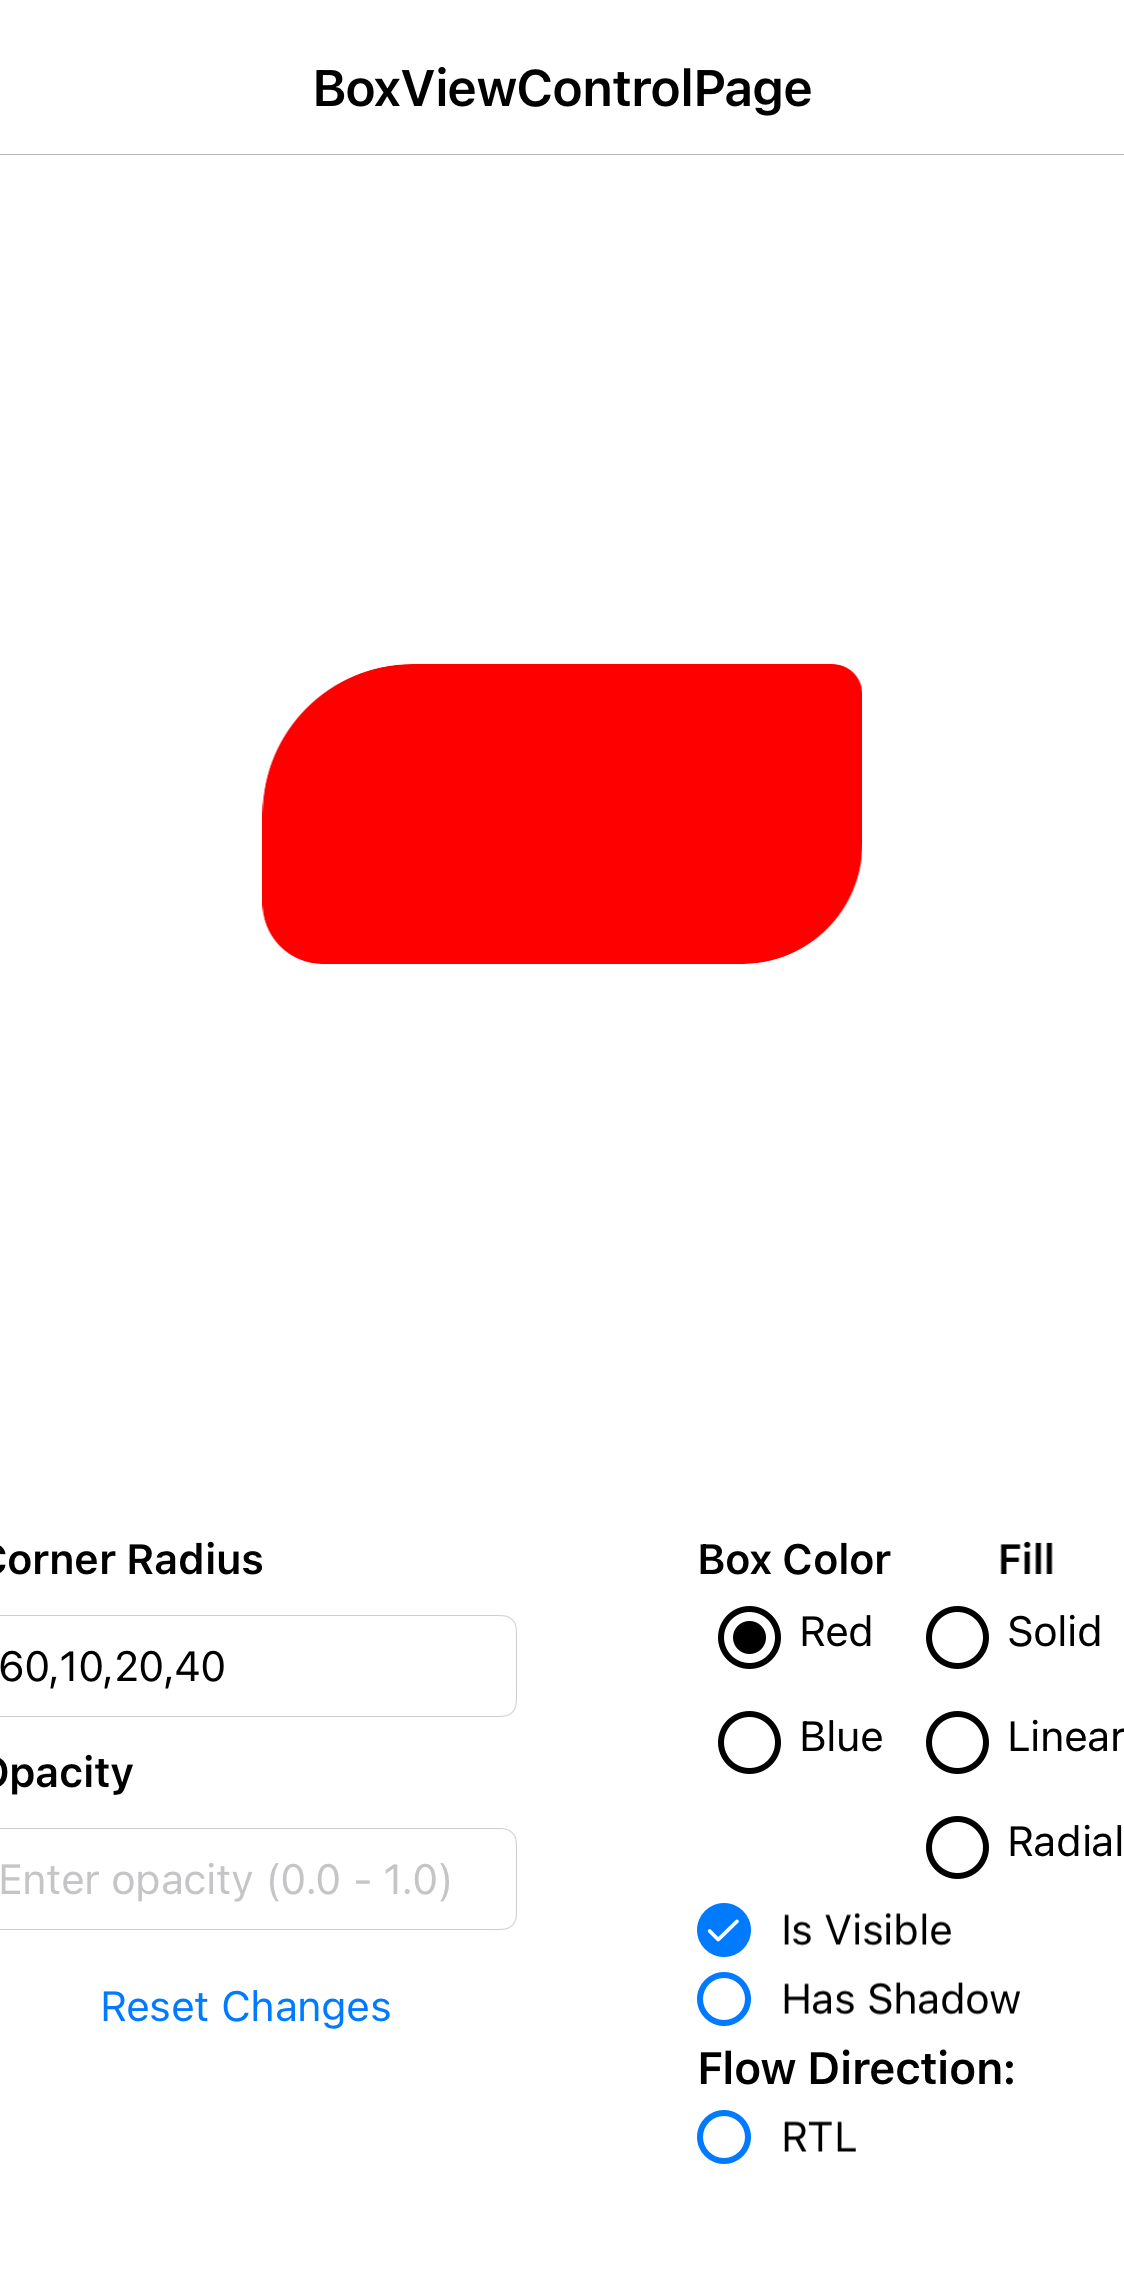 BoxViewControlPage
Corner Radius
60,10,20,40
Opacity
Enter opacity (0.0 - 1.0)
Reset Changes
Box Color
Red
Blue
Fill
Solid
Linear
Radial
Is Visible
Has Shadow
Flow Direction:
RTL